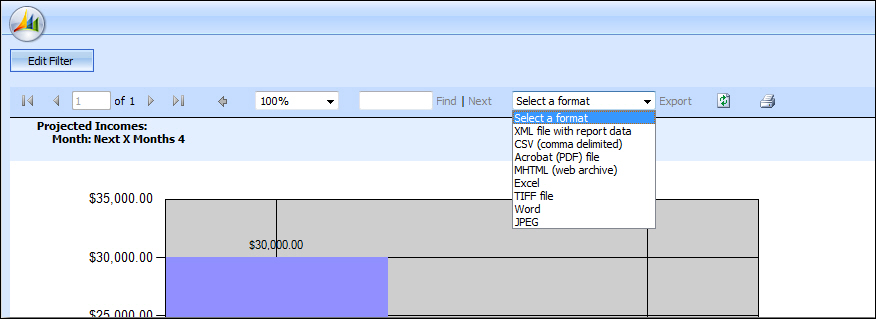 Edit Filter
1 of 1 100% Find | Next Select a format Export
Select a format
XML file with report data
CSV (comma delimited)
Acrobat (PDF) file
MHTML (web archive)
Excel
TIFF file
Word
JPEG
Projected Incomes:
Month: Next X Months 4
$35,000.00
$30,000.00
$30,000.00
$25,000.00